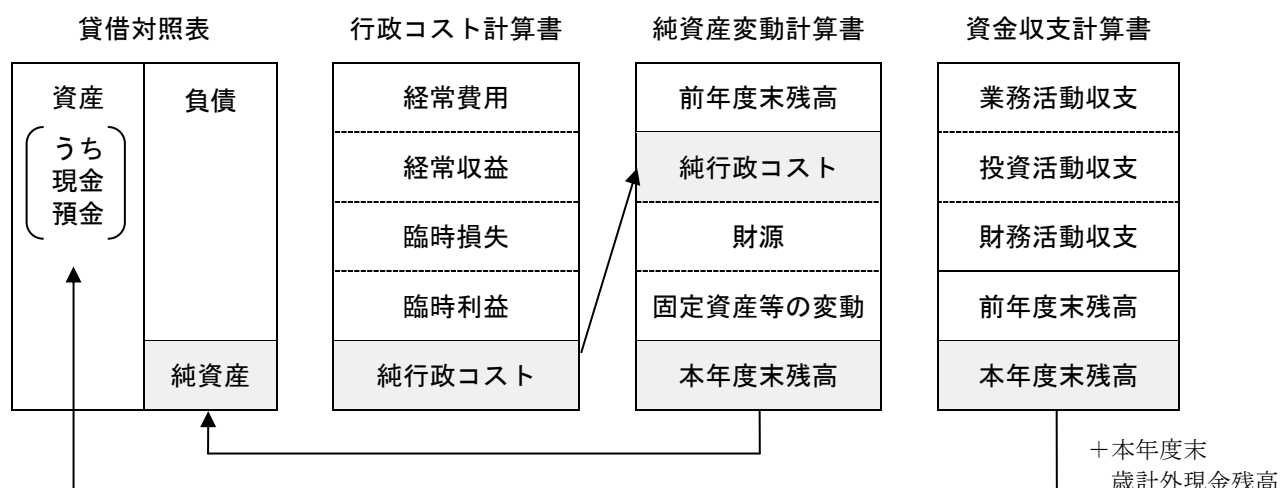 貸借対照表
行政コスト計算書
純資産変動計算書
資金収支計算書
資産
うち
現金
預金
負債
純資産
経常費用
経常収益
臨時損失
臨時利益
純行政コスト
前年度末残高
純行政コスト
財源
固定資産等の変動
本年度末残高
業務活動収支
投資活動収支
財務活動収支
前年度末残高
本年度末残高
＋本年度末
歳計外現金残高